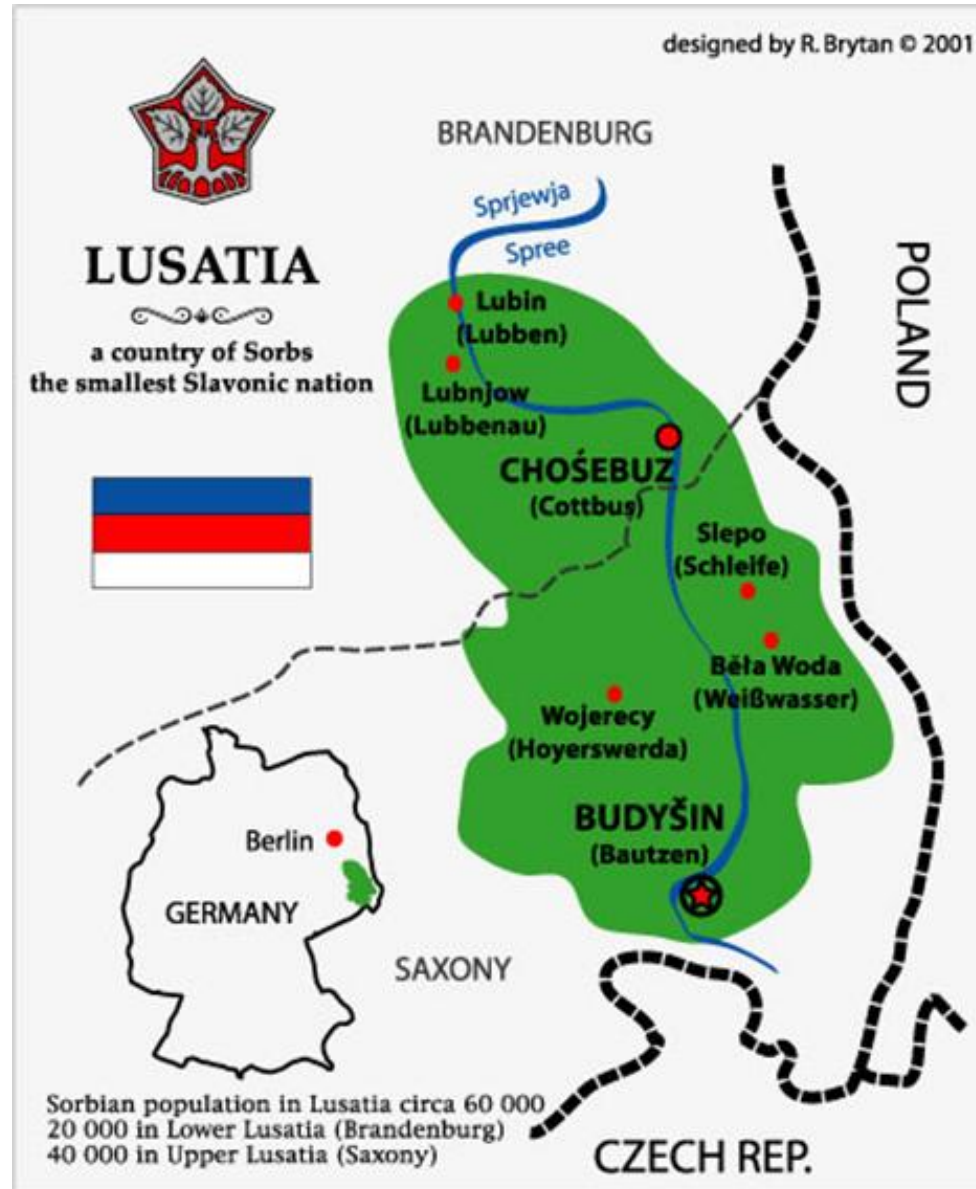 designed by R. Brytan © 2001
BRANDENBURG
Sprjewja
Spree
LUSATIA
a country of Sorbs
the smallest Slavonic nation
POLAND
Lubin
(Lubben)
Lubnjow
(Lubbenau)
CHOŚEBUZ
(Cottbus)
Slepo
(Schleife)
Běła Woda
(Weißwasser)
Wojerecy
(Hoyerswerda)
BUDYŠIN
(Bautzen)
Berlin
GERMANY
SAXONY
Sorbian population in Lusatia circa 60 000
20 000 in Lower Lusatia (Brandenburg)
40 000 in Upper Lusatia (Saxony)
CZECH REP.